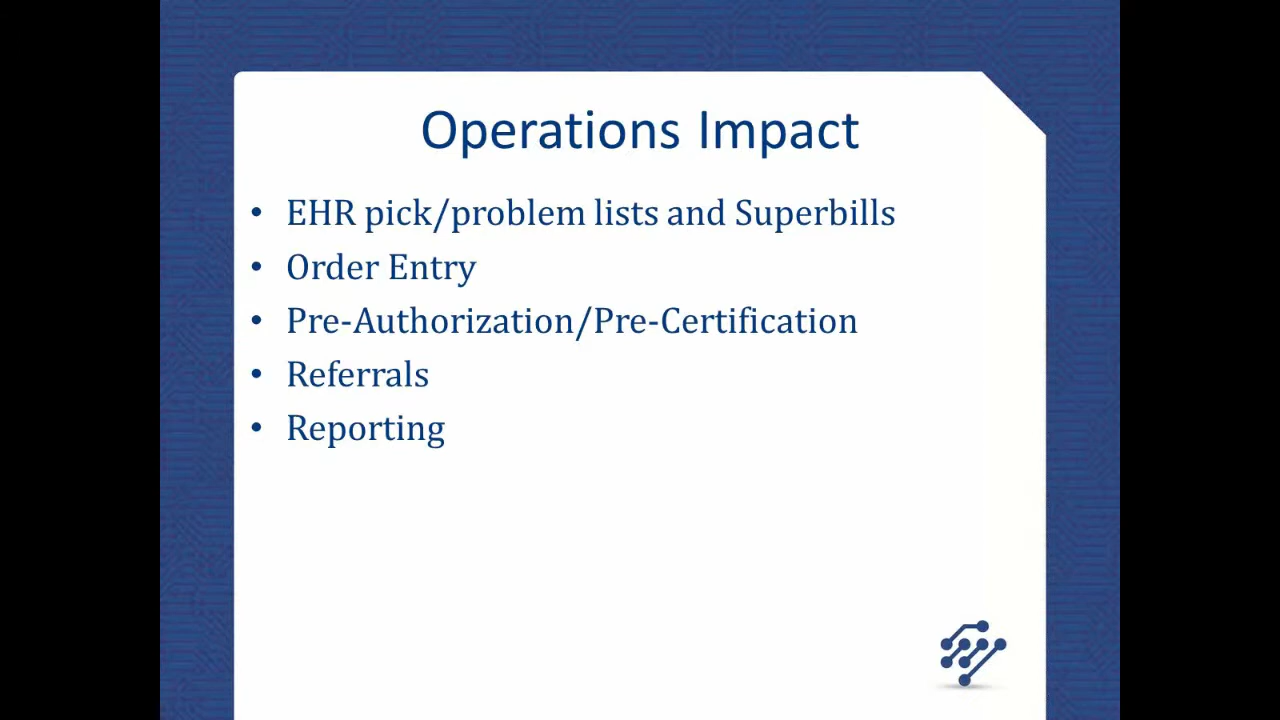 Operations Impact
• EHR pick/problem lists and Superbills
• Order Entry
• Pre-Authorization/Pre-Certification
• Referrals
• Reporting